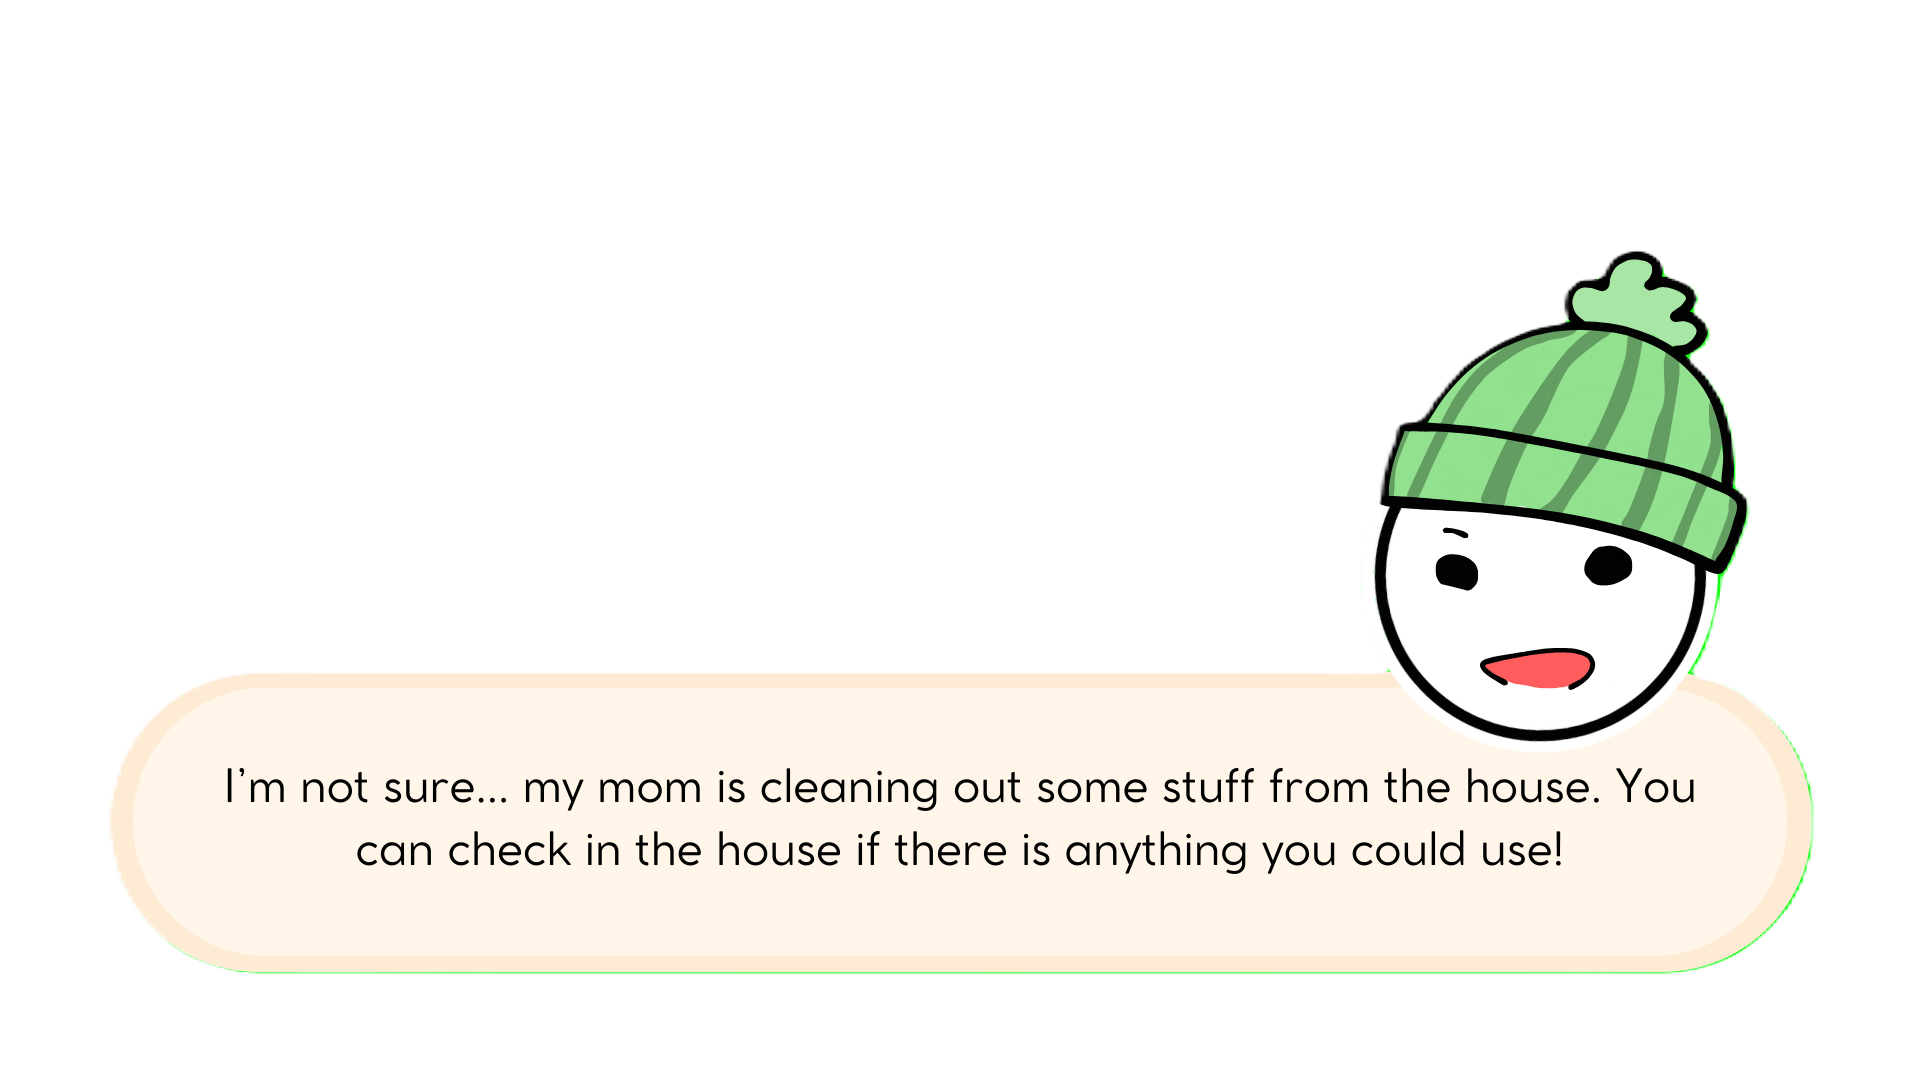 I’m not sure... my mom is cleaning out some stuff from the house. You
can check in the house if there is anything you could use!